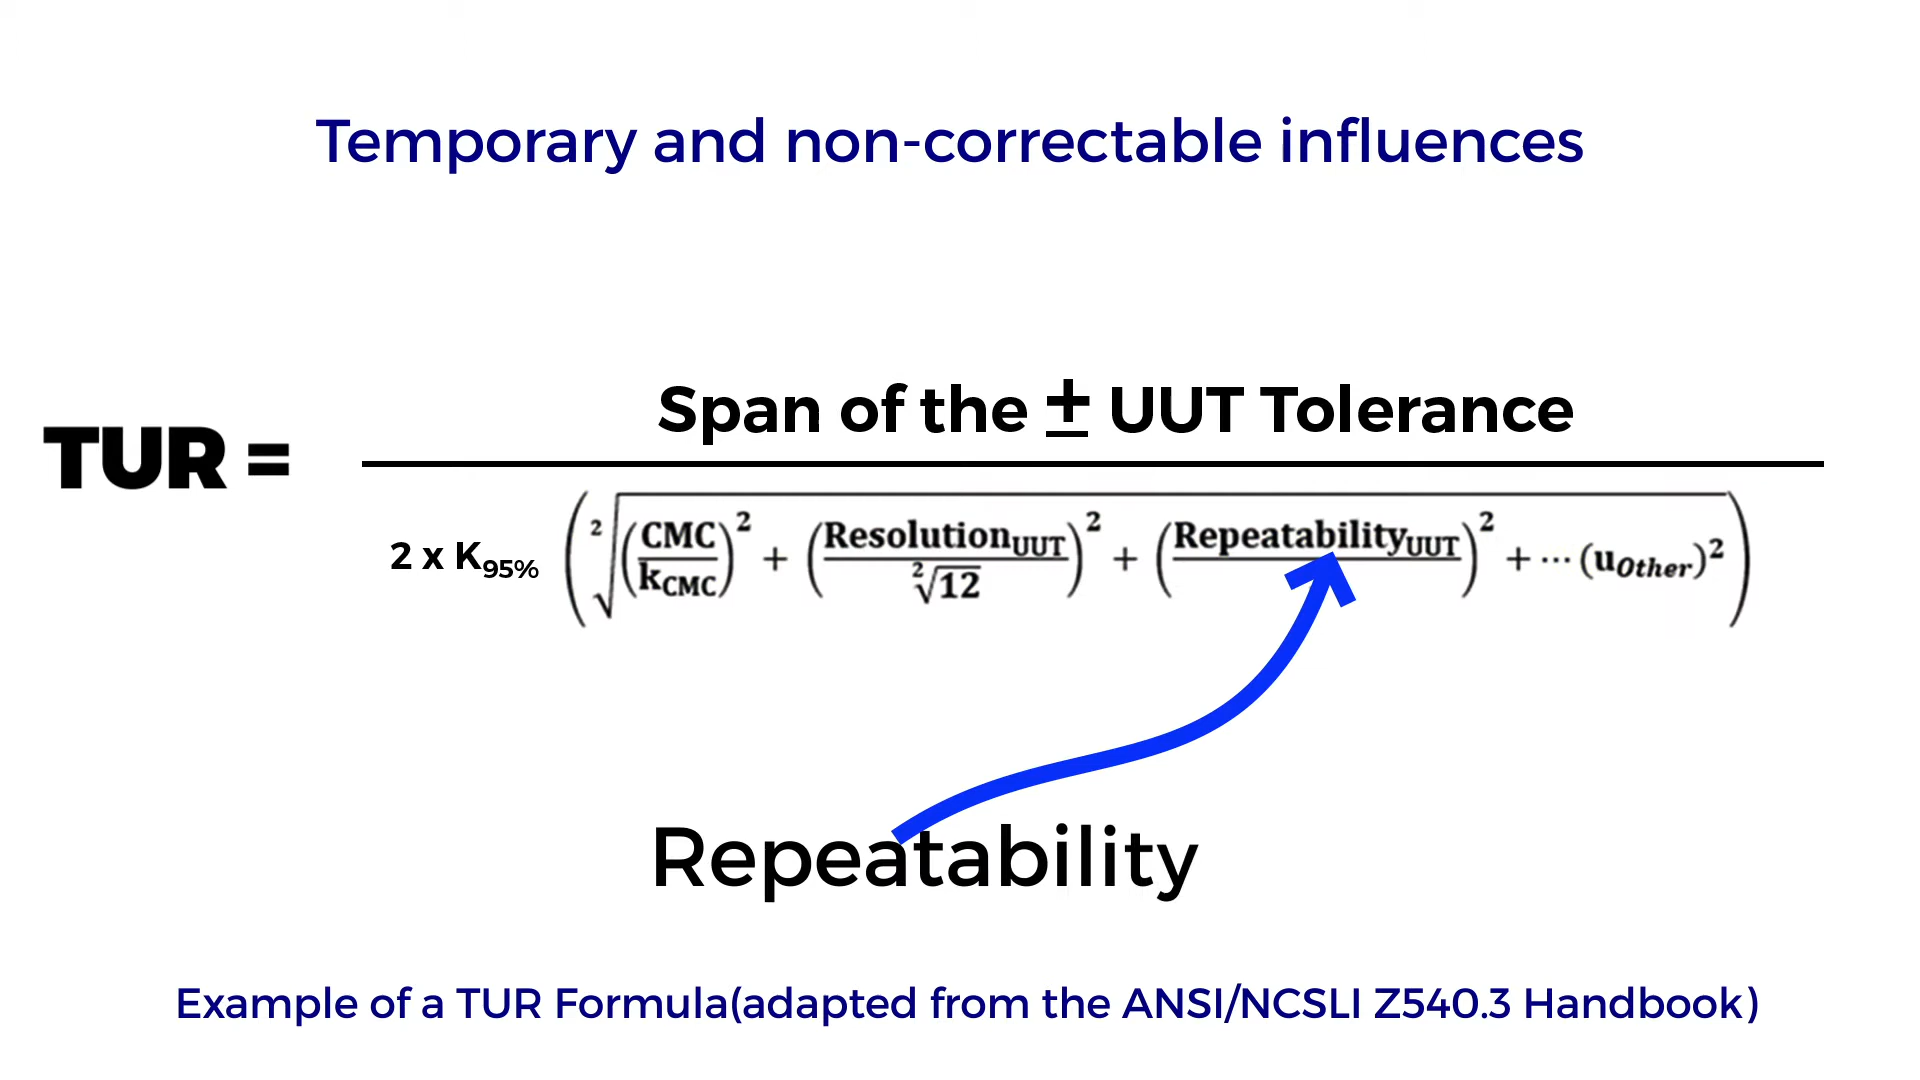 Temporary and non-correctable influences
Span of the ± UUT Tolerance
TUR =
2 x K95% ( ²√ (CMC/kCMC)² + (ResolutionUUT/²√12)² + (RepeatabilityUUT/ )² + ··· (uOther)² )
Repeatability
Example of a TUR Formula(adapted from the ANSI/NCSLI Z540.3 Handbook)